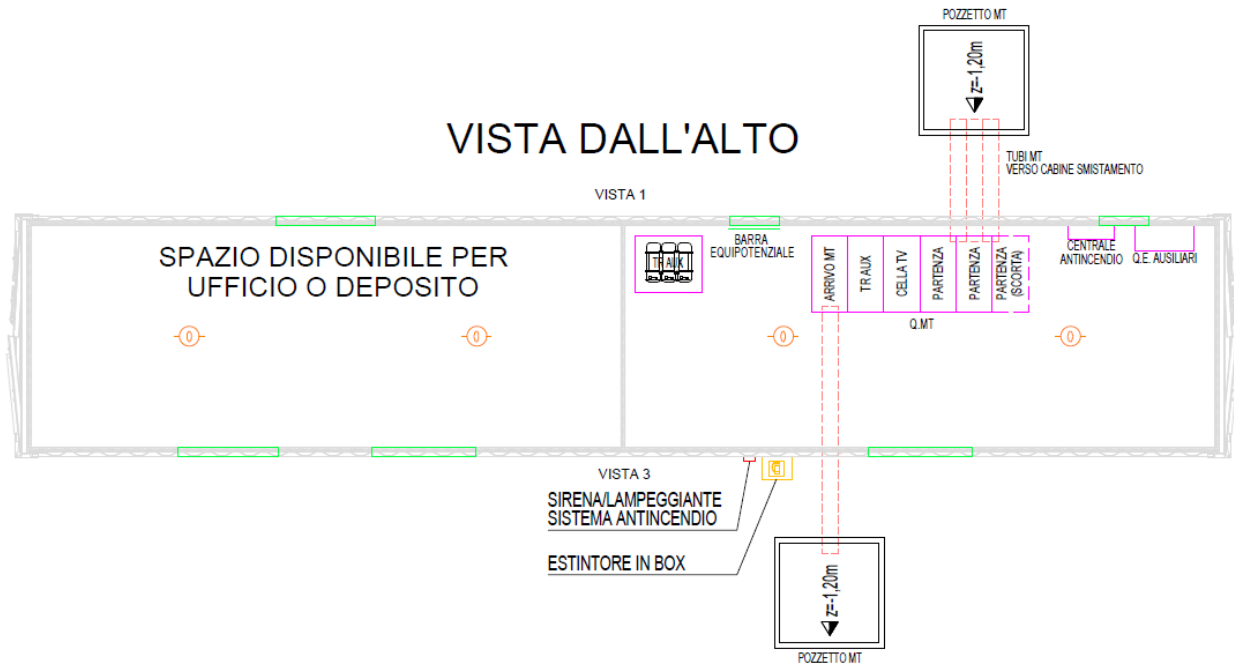 POZZETTO MT
z=-1,20m
VISTA DALL'ALTO
TUBI MT
VERSO CABINE SMISTAMENTO
VISTA 1
SPAZIO DISPONIBILE PER
UFFICIO O DEPOSITO
TR AUX
BARRA
EQUIPOTENZIALE
ARRIVO MT
TR AUX
CELLA TV
PARTENZA
PARTENZA
PARTENZA
(SCORTA)
Q.MT
CENTRALE
ANTINCENDIO
Q.E. AUSILIARI
VISTA 3
SIRENA/LAMPEGGIANTE
SISTEMA ANTINCENDIO
ESTINTORE IN BOX
z=-1,20m
POZZETTO MT